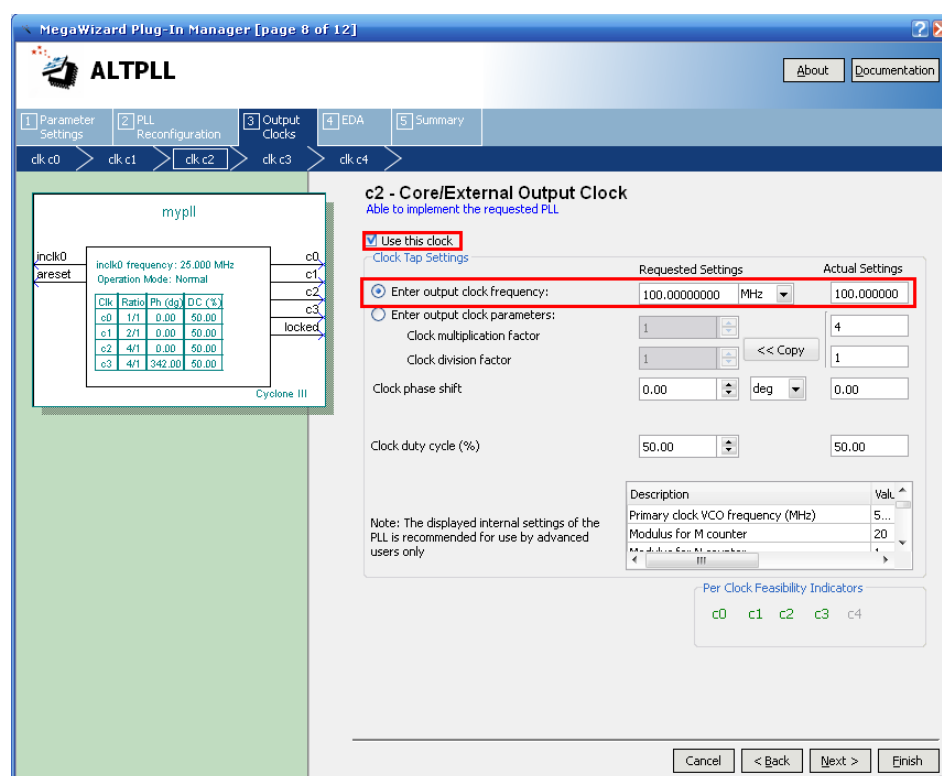 MegaWizard Plug-In Manager [page 8 of 12]
ALTPLL
About
Documentation
1 Parameter Settings
2 PLL Reconfiguration
3 Output Clocks
4 EDA
5 Summary
clk c0
clk c1
clk c2
clk c3
clk c4
mypll
inclk0
areset
inclk0 frequency: 25.000 MHz
Operation Mode: Normal
Clk Ratio Ph (dg) DC (%)
c0 1/1 0.00 50.00
c1 2/1 0.00 50.00
c2 4/1 0.00 50.00
c3 4/1 342.00 50.00
c0
c1
c2
c3
locked
Cyclone III
c2 - Core/External Output Clock
Able to implement the requested PLL
Use this clock
Clock Tap Settings
Requested Settings
Actual Settings
Enter output clock frequency:
100.00000000
MHz
100.000000
Enter output clock parameters:
Clock multiplication factor
1
4
Clock division factor
1
<< Copy
1
Clock phase shift
0.00
deg
0.00
Clock duty cycle (%)
50.00
50.00
Description
Primary clock VCO frequency (MHz) 5...
Modulus for M counter 20
Note: The displayed internal settings of the
PLL is recommended for use by advanced
users only
Per Clock Feasibility Indicators
c0 c1 c2 c3 c4
Cancel
< Back
Next >
Finish